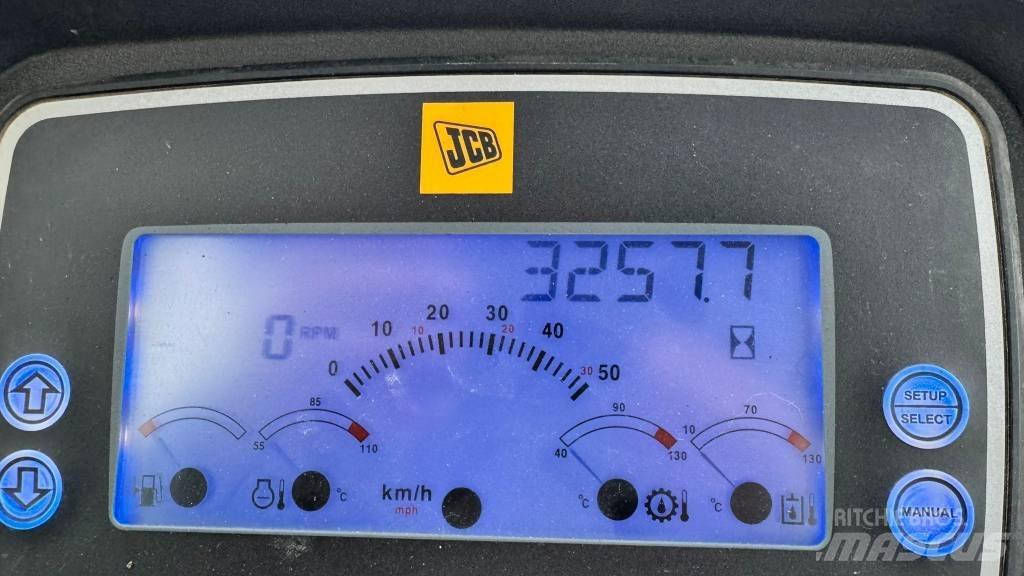 JCB
3257.7
0 RPM
0 10 20 30 40 50
10 20 30
55 85 110
40 90 130
10 70 130
°C
°C
°C
km/h
mph
SETUP
SELECT
MANUAL
RITCHIE BROS.
MASCUS